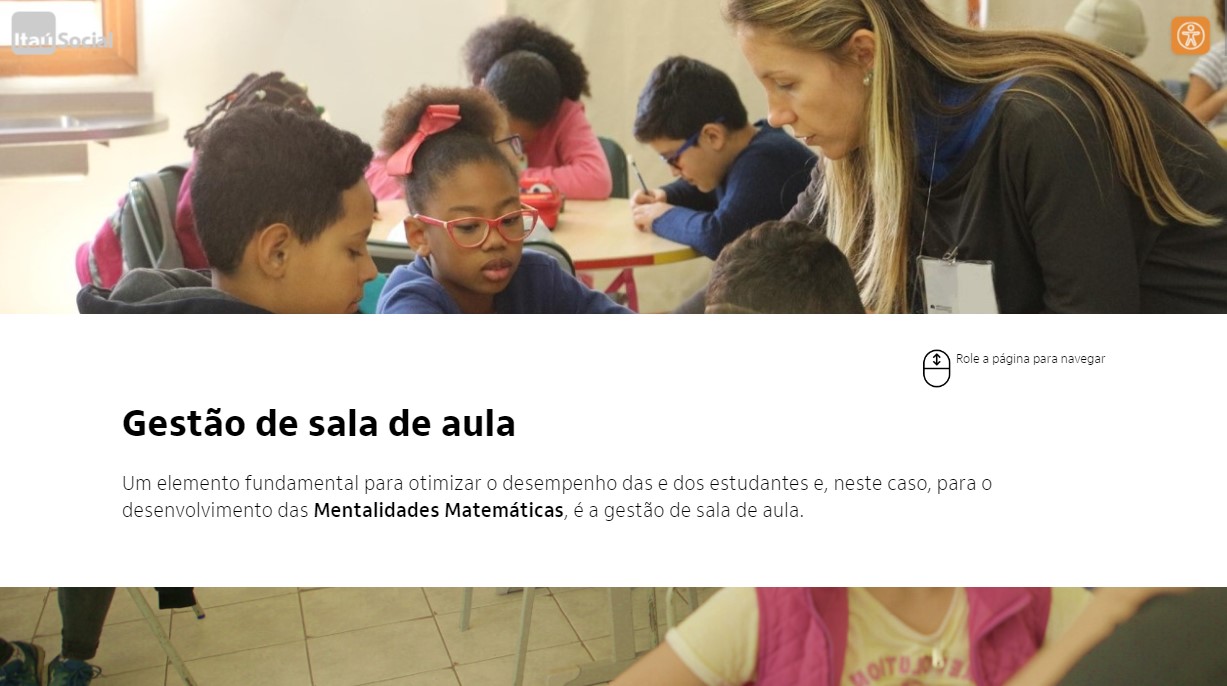 Itaú Social
Role a página para navegar
Gestão de sala de aula
Um elemento fundamental para otimizar o desempenho das e dos estudantes e, neste caso, para o
desenvolvimento das Mentalidades Matemáticas, é a gestão de sala de aula.